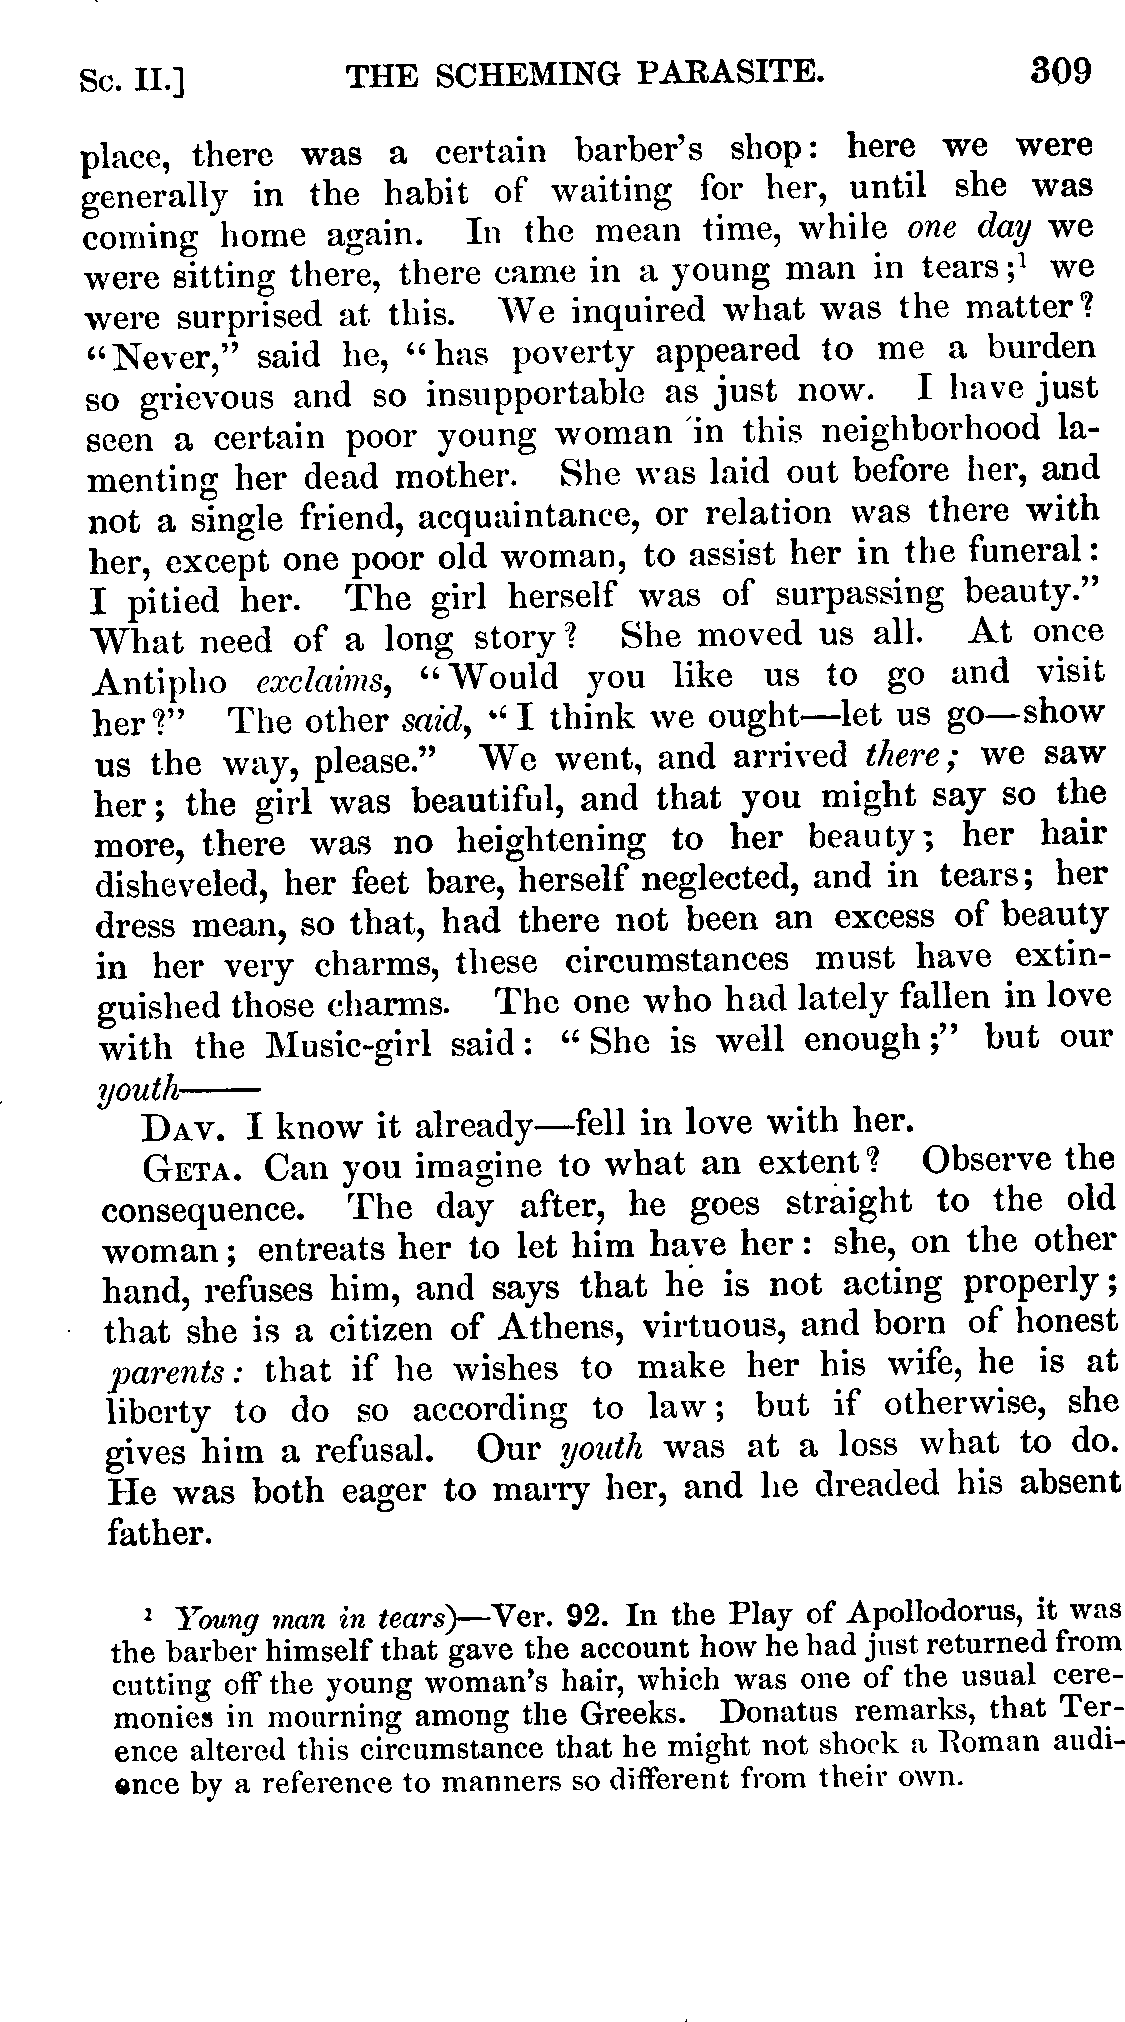 Sc. II.] THE SCHEMING PARASITE. 309
place, there was a certain barber's shop: here we were
generally in the habit of waiting for her, until she was
coming home again. In the mean time, while one day we
were sitting there, there came in a young man in tears;¹ we
were surprised at this. We inquired what was the matter?
“Never,” said he, “has poverty appeared to me a burden
so grievous and so insupportable as just now. I have just
seen a certain poor young woman in this neighborhood la-
menting her dead mother. She was laid out before her, and
not a single friend, acquaintance, or relation was there with
her, except one poor old woman, to assist her in the funeral:
I pitied her. The girl herself was of surpassing beauty.”
What need of a long story? She moved us all. At once
Antipho exclaims, “Would you like us to go and visit
her?” The other said, “I think we ought—let us go—show
us the way, please.” We went, and arrived there; we saw
her; the girl was beautiful, and that you might say so the
more, there was no heightening to her beauty; her hair
disheveled, her feet bare, herself neglected, and in tears; her
dress mean, so that, had there not been an excess of beauty
in her very charms, these circumstances must have extin-
guished those charms. The one who had lately fallen in love
with the Music-girl said: “She is well enough;” but our
youth——
DAV. I know it already—fell in love with her.
GETA. Can you imagine to what an extent? Observe the
consequence. The day after, he goes straight to the old
woman; entreats her to let him have her: she, on the other
hand, refuses him, and says that he is not acting properly;
that she is a citizen of Athens, virtuous, and born of honest
parents: that if he wishes to make her his wife, he is at
liberty to do so according to law; but if otherwise, she
gives him a refusal. Our youth was at a loss what to do.
He was both eager to marry her, and he dreaded his absent
father.
¹ Young man in tears)—Ver. 92. In the Play of Apollodorus, it was
the barber himself that gave the account how he had just returned from
cutting off the young woman's hair, which was one of the usual cere-
monies in mourning among the Greeks. Donatus remarks, that Ter-
ence altered this circumstance that he might not shock a Roman audi-
ence by a reference to manners so different from their own.